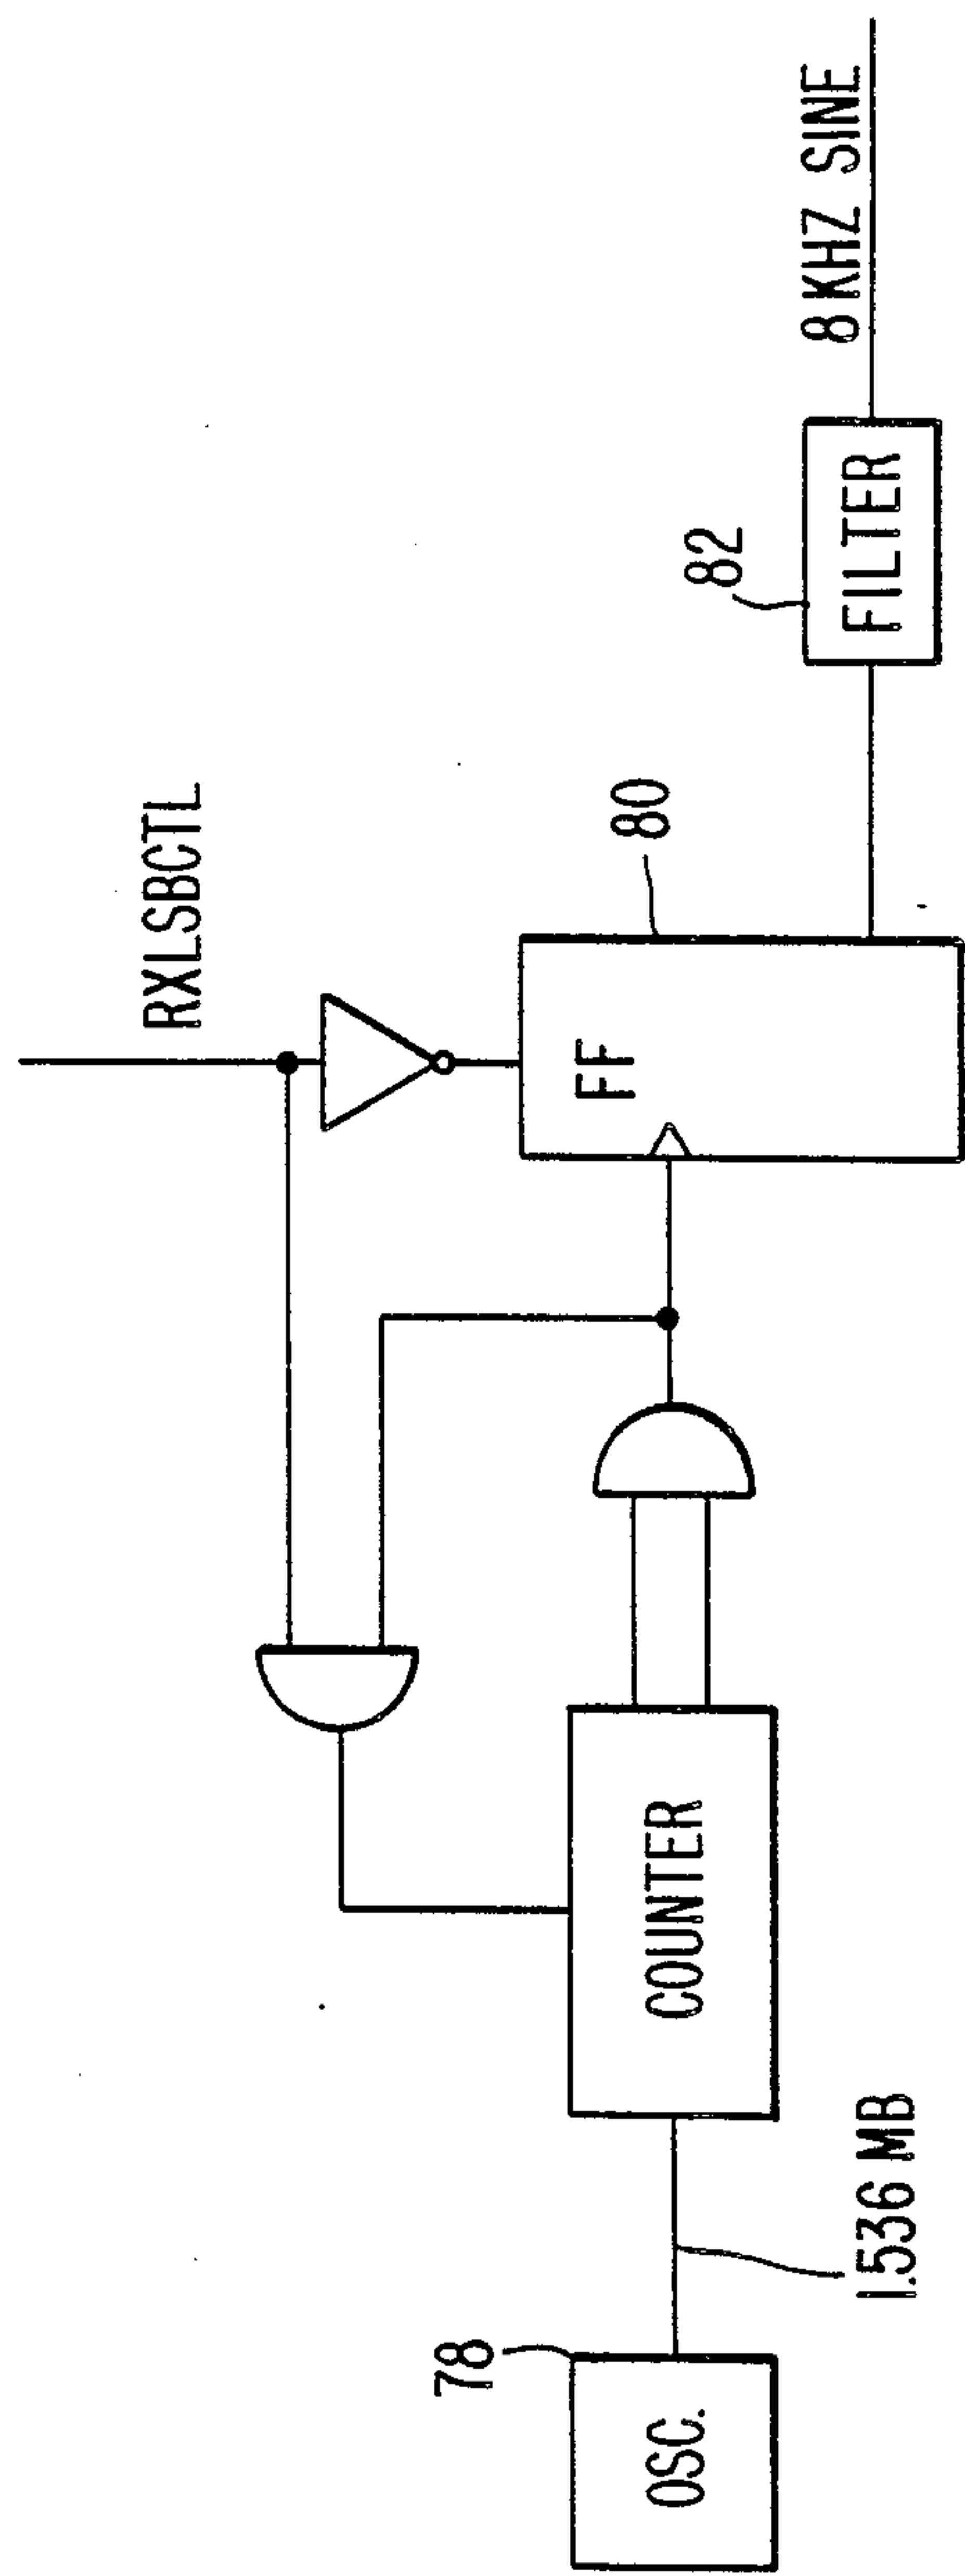 RXLSBCTL
78
OSC.
1.536 MB
COUNTER
FF
80
82
FILTER
8 KHZ SINE